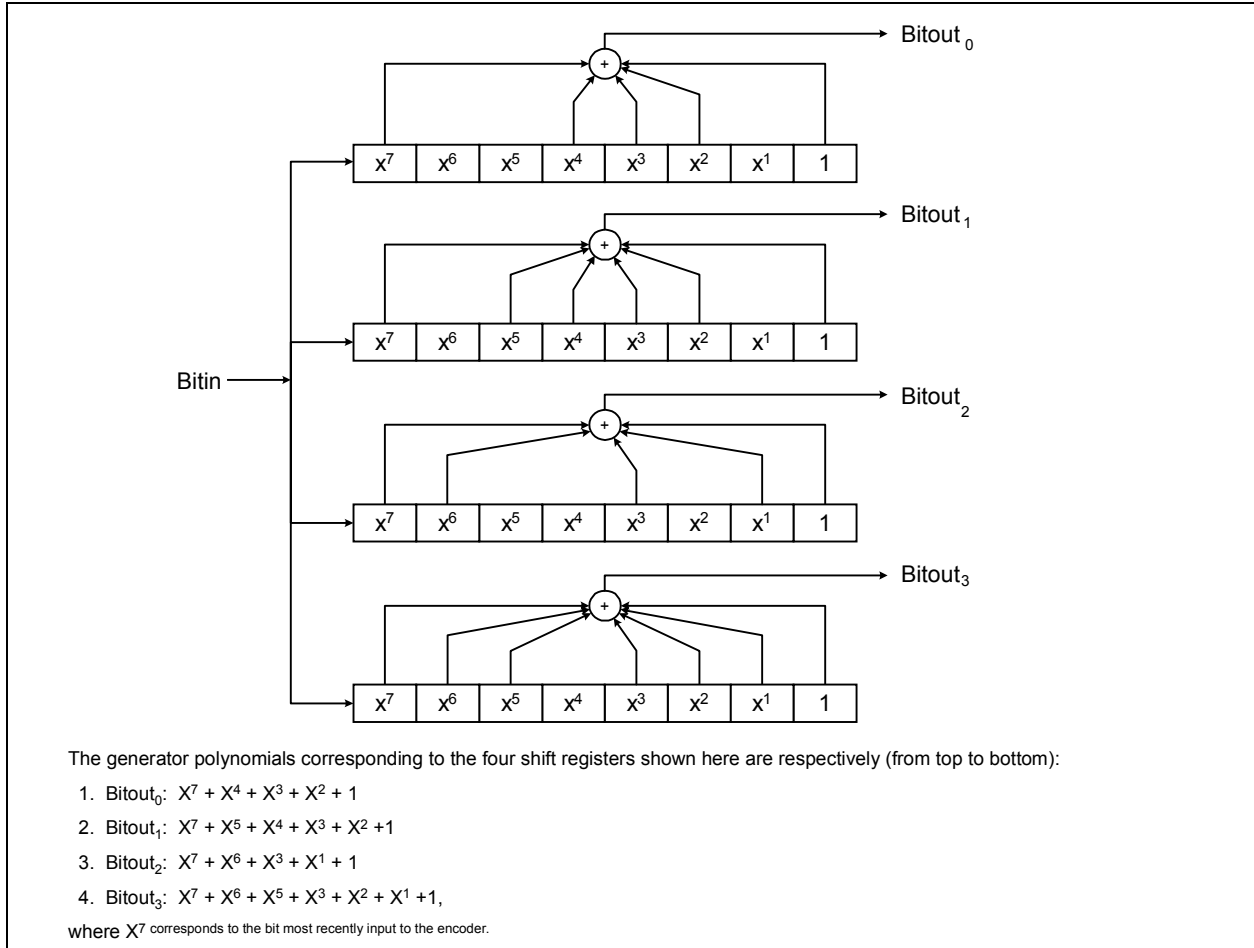 Bitout₀
+
x⁷ x⁶ x⁵ x⁴ x³ x² x¹ 1
Bitout₁
+
x⁷ x⁶ x⁵ x⁴ x³ x² x¹ 1
Bitin
Bitout₂
+
x⁷ x⁶ x⁵ x⁴ x³ x² x¹ 1
Bitout₃
+
x⁷ x⁶ x⁵ x⁴ x³ x² x¹ 1
The generator polynomials corresponding to the four shift registers shown here are respectively (from top to bottom):
1. Bitout₀: X⁷ + X⁴ + X³ + X² + 1
2. Bitout₁: X⁷ + X⁵ + X⁴ + X³ + X² +1
3. Bitout₂: X⁷ + X⁶ + X³ + X¹ + 1
4. Bitout₃: X⁷ + X⁶ + X⁵ + X³ + X² + X¹ +1,
where X⁷ corresponds to the bit most recently input to the encoder.